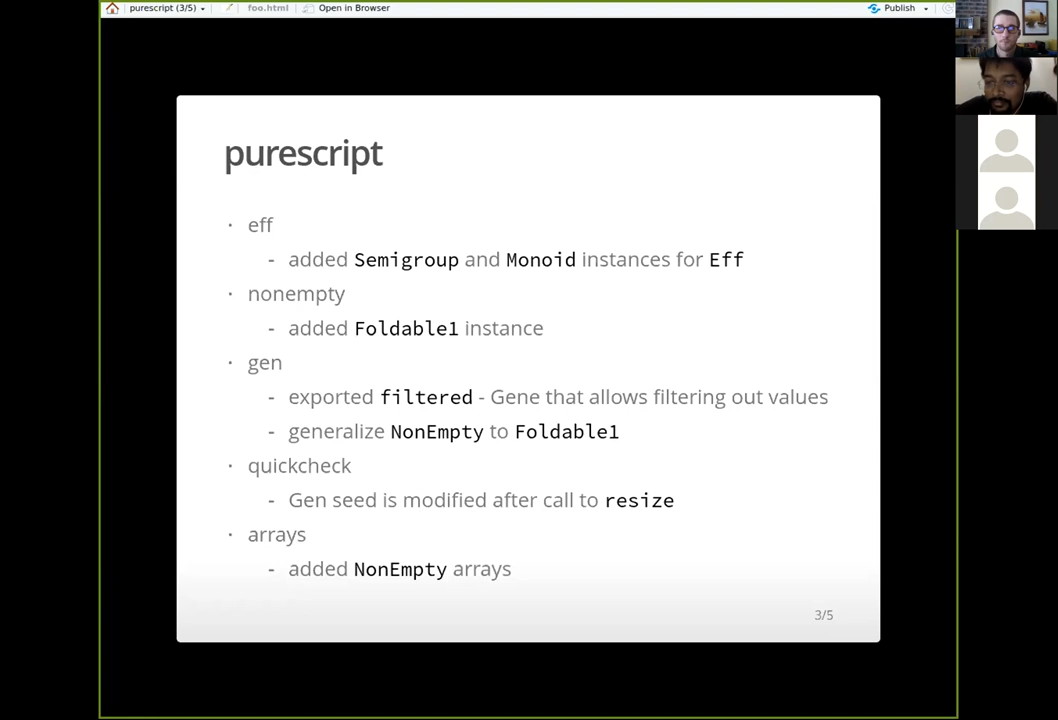 purescript (3/5) foo.html Open in Browser Publish
purescript
· eff
- added Semigroup and Monoid instances for Eff
· nonempty
- added Foldable1 instance
· gen
- exported filtered - Gene that allows filtering out values
- generalize NonEmpty to Foldable1
· quickcheck
- Gen seed is modified after call to resize
· arrays
- added NonEmpty arrays
3/5